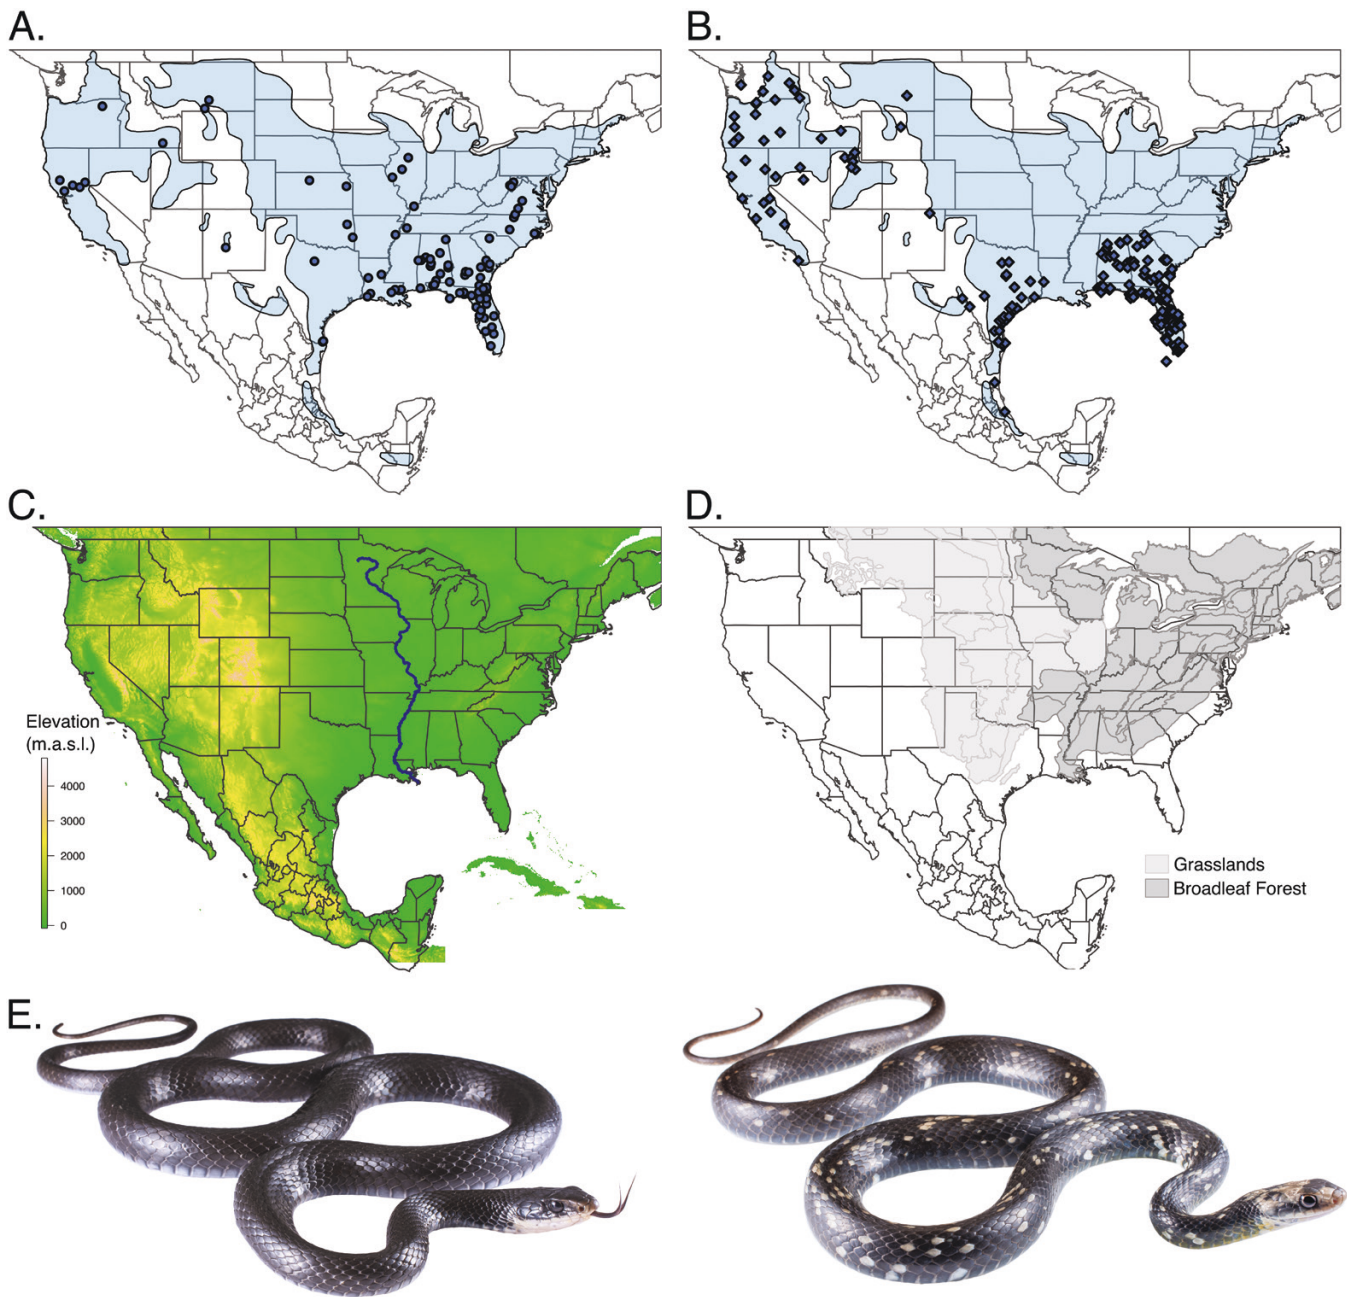 A.
B.
C.
D.
Elevation
(m.a.s.l.)
4000
3000
2000
1000
0
Grasslands
Broadleaf Forest
E.